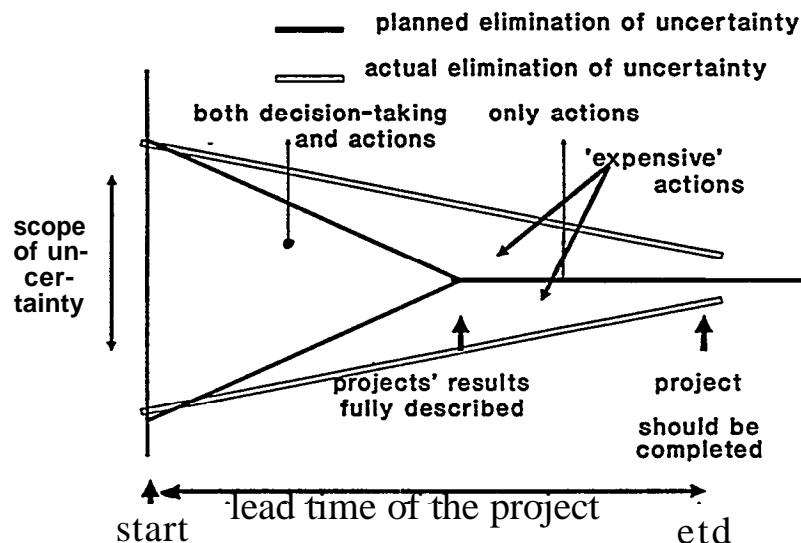 planned elimination of uncertainty
actual elimination of uncertainty
both decision-taking
and actions
only actions
'expensive'
actions
scope
of un-
cer-
tainty
projects' results
fully described
project
should be
completed
lead time of the project
start
etd